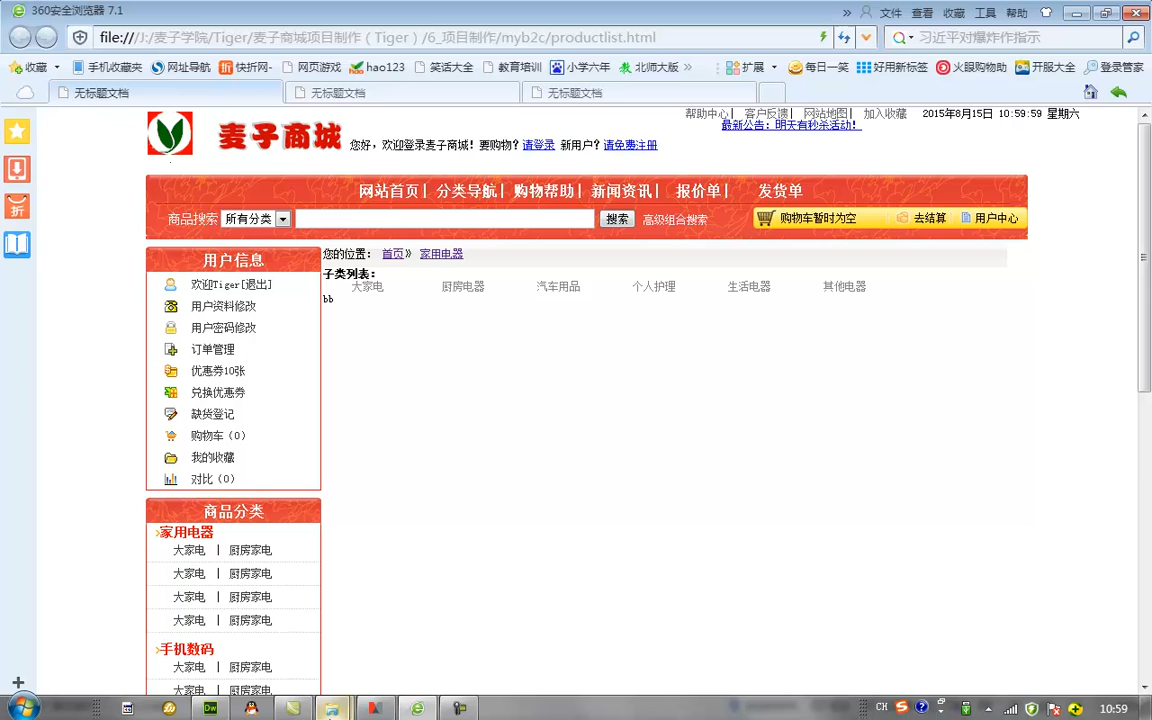 360安全浏览器 7.1
» 文件 查看 收藏 工具 帮助
file:///J:/麦子学院/Tiger/麦子商城项目制作（Tiger）/6_项目制作/myb2c/productlist.html
习近平对爆炸作指示
收藏 手机收藏夹 网址导航 快折网- 网页游戏 hao123 笑话大全 教育培训 小学六年 北师大版 » 扩展 每日一笑 好用新标签 火眼购物助 开服大全 登录管家
无标题文档 无标题文档 无标题文档
折
帮助中心| 客户反馈| 网站地图| 加入收藏 2015年8月15日 10:59:59 星期六
最新公告：明天有秒杀活动！
麦子商城 您好，欢迎登录麦子商城！要购物？请登录 新用户？请免费注册
网站首页| 分类导航| 购物帮助| 新闻资讯| 报价单| 发货单
商品搜索 所有分类 搜索 高级组合搜索 购物车暂时为空 去结算 用户中心
用户信息
欢迎Tiger[退出]
用户资料修改
用户密码修改
订单管理
优惠券10张
兑换优惠券
缺货登记
购物车（0）
我的收藏
对比（0）
您的位置： 首页》 家用电器
子类列表：
大家电 厨房电器 汽车用品 个人护理 生活电器 其他电器
bb
商品分类
家用电器
大家电 | 厨房家电
大家电 | 厨房家电
大家电 | 厨房家电
大家电 | 厨房家电
手机数码
大家电 | 厨房家电
大家电 | 厨房家电
Dw
CH
10:59